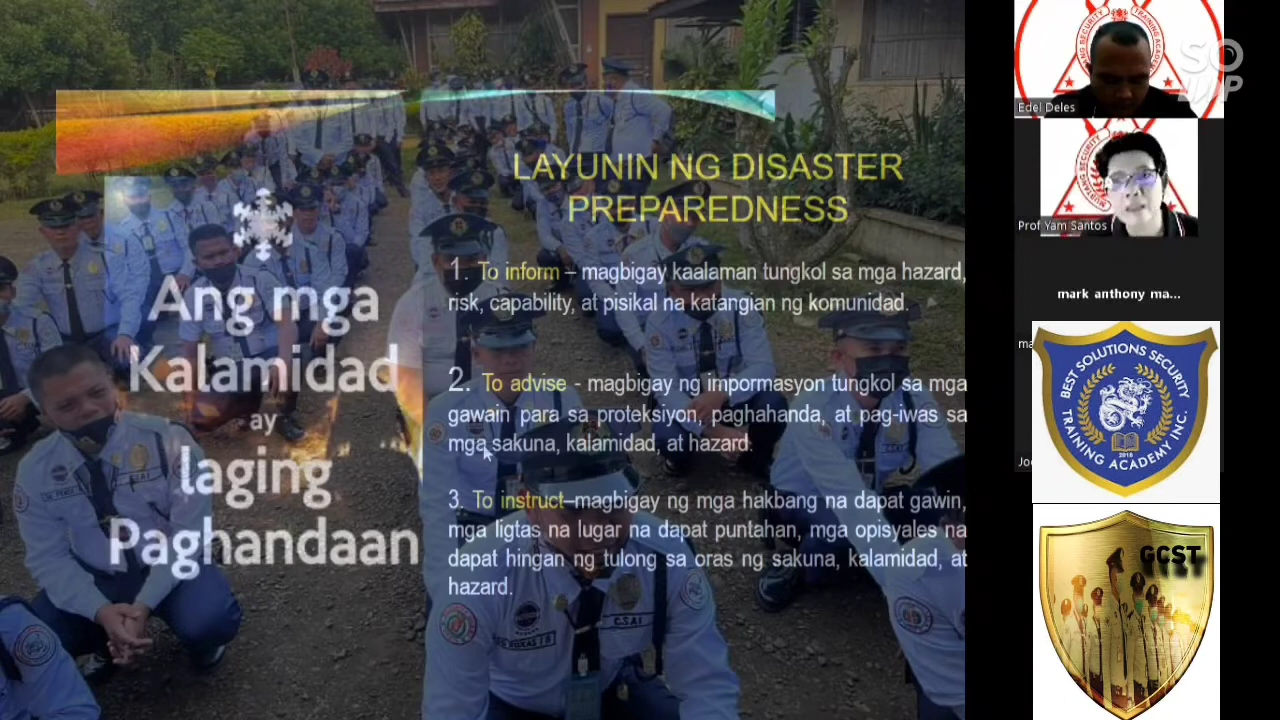 Ang mga
Kalamidad
ay
laging
Paghandaan
LAYUNIN NG DISASTER
PREPAREDNESS
1. To inform – magbigay kaalaman tungkol sa mga hazard,
risk, capability, at pisikal na katangian ng komunidad.
2. To advise - magbigay ng impormasyon tungkol sa mga
gawain para sa proteksiyon, paghahanda, at pag-iwas sa
mga sakuna, kalamidad, at hazard.
3. To instruct–magbigay ng mga hakbang na dapat gawin,
mga ligtas na lugar na dapat puntahan, mga opisyales na
dapat hingan ng tulong sa oras ng sakuna, kalamidad, at
hazard.
CSAI
Edel Deles
Prof Yam Santos
mark anthony ma...
BEST SOLUTIONS SECURITY
TRAINING ACADEMY INC.
2018
GCST